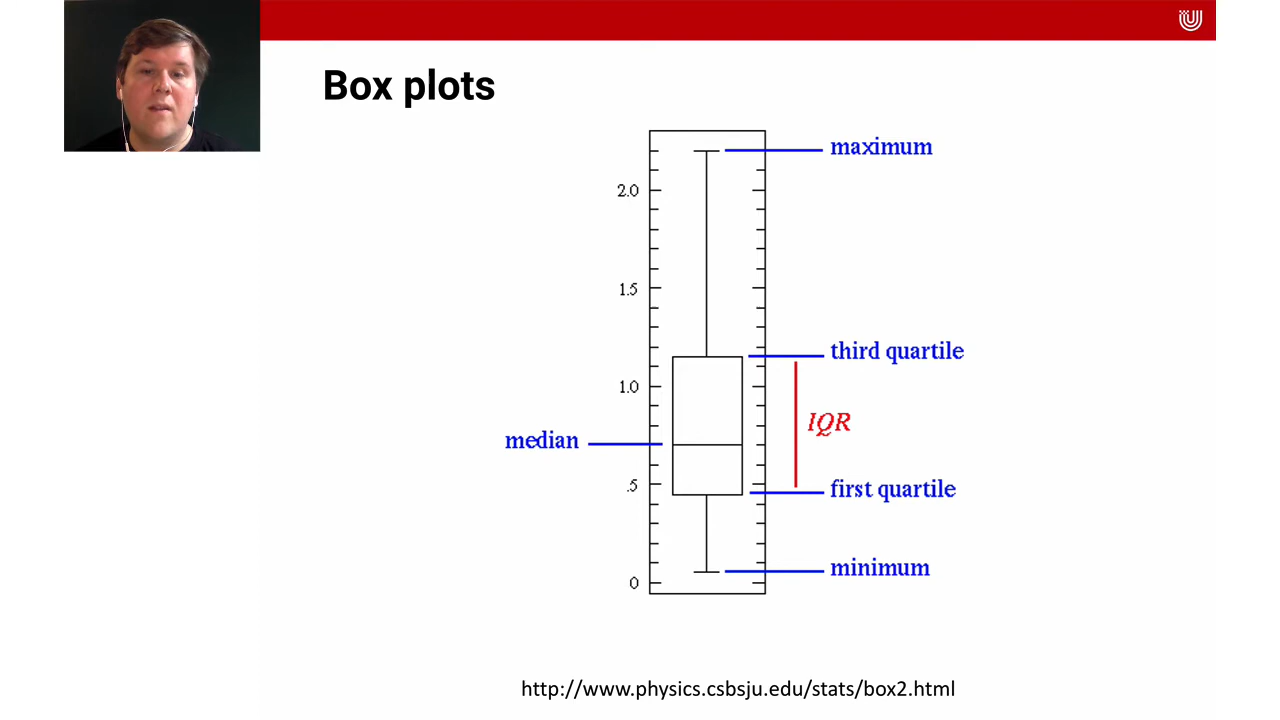 Box plots
maximum
2.0
1.5
third quartile
1.0
IQR
median
.5
first quartile
minimum
0
http://www.physics.csbsju.edu/stats/box2.html